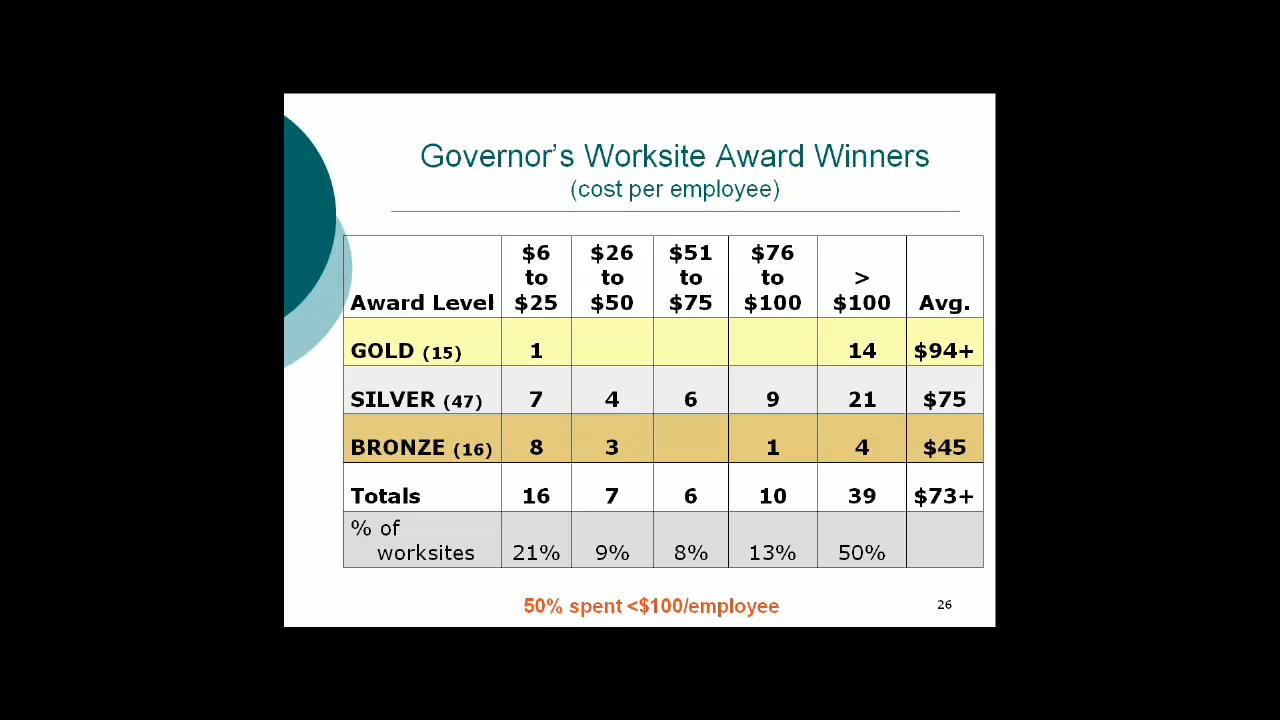 Governor's Worksite Award Winners
(cost per employee)
Award Level $6 to $25 $26 to $50 $51 to $75 $76 to $100 > $100 Avg.
GOLD (15) 1 14 $94+
SILVER (47) 7 4 6 9 21 $75
BRONZE (16) 8 3 1 4 $45
Totals 16 7 6 10 39 $73+
% of worksites 21% 9% 8% 13% 50%
50% spent <$100/employee
26